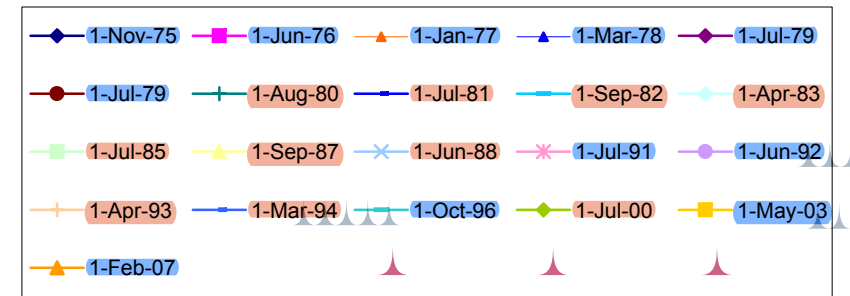 1-Nov-75 1-Jun-76 1-Jan-77 1-Mar-78 1-Jul-79
1-Jul-79 1-Aug-80 1-Jul-81 1-Sep-82 1-Apr-83
1-Jul-85 1-Sep-87 1-Jun-88 1-Jul-91 1-Jun-92
1-Apr-93 1-Mar-94 1-Oct-96 1-Jul-00 1-May-03
1-Feb-07